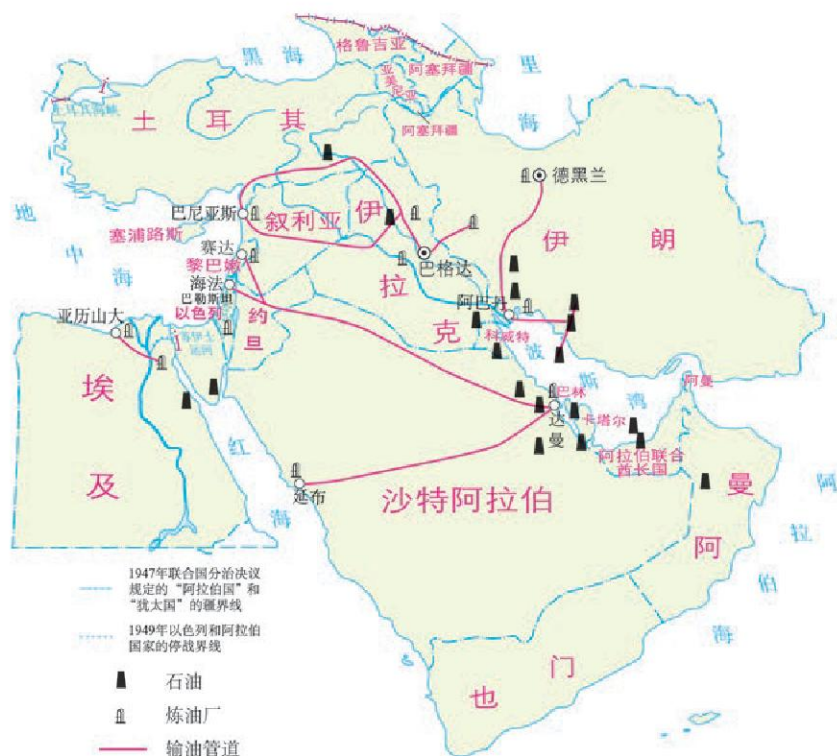 黑海
格鲁吉亚
亚美尼亚
阿塞拜疆
阿塞拜疆
里海
土耳其
土耳其海峡
德黑兰
地中海
巴尼亚斯
塞浦路斯
叙利亚
伊拉克
伊朗
赛达
黎巴嫩
巴格达
海法
巴勒斯坦
以色列
约旦
亚历山大
阿巴丹
科威特
波斯湾
埃及
巴林
达曼
卡塔尔
阿曼
阿拉伯联合
酋长国
红海
延布
沙特阿拉伯
阿曼
阿拉伯海
也门
1947年联合国分治决议
规定的“阿拉伯国”和
“犹太国”的疆界线
1949年以色列和阿拉伯
国家的停战界线
石油
炼油厂
输油管道